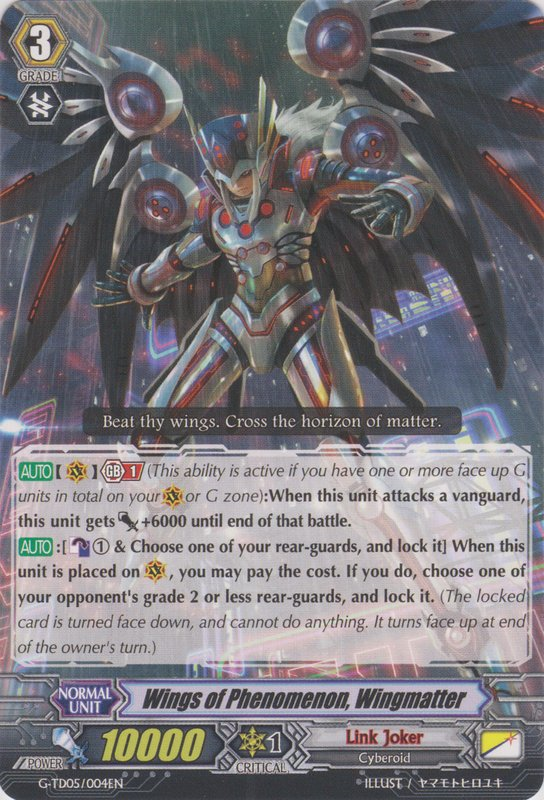 3
GRADE
Beat thy wings. Cross the horizon of matter.
AUTO [ ] GB 1 (This ability is active if you have one or more face up G
units in total on your or G zone):When this unit attacks a vanguard,
this unit gets +6000 until end of that battle.
AUTO :[ ① & Choose one of your rear-guards, and lock it] When this
unit is placed on , you may pay the cost. If you do, choose one of
your opponent's grade 2 or less rear-guards, and lock it. (The locked
card is turned face down, and cannot do anything. It turns face up at end
of the owner's turn.)
NORMAL
UNIT
Wings of Phenomenon, Wingmatter
POWER
10000
1
CRITICAL
Link Joker
Cyberoid
G-TD05/004EN
ILLUST / ヤマモトヒロユキ